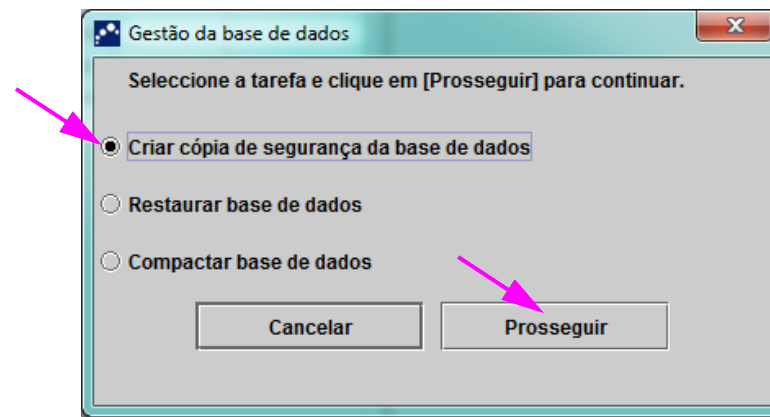 Gestão da base de dados
Seleccione a tarefa e clique em [Prosseguir] para continuar.
Criar cópia de segurança da base de dados
Restaurar base de dados
Compactar base de dados
Cancelar Prosseguir